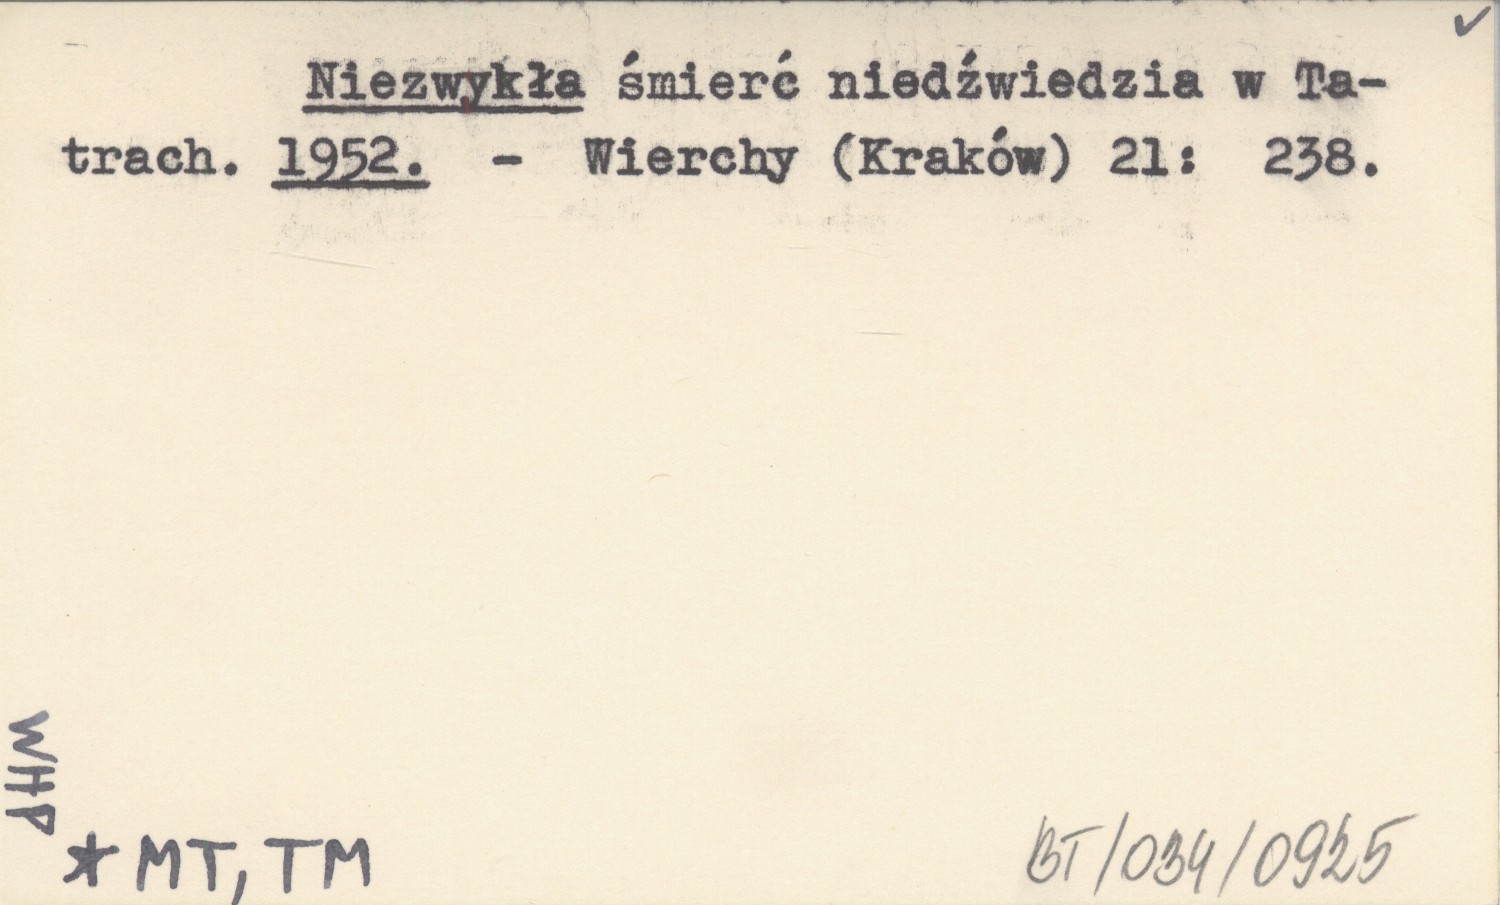 Niezwykła śmierć niedźwiedzia w Ta-
trach. 1952. - Wierchy (Kraków) 21: 238.
WHP
* MT, TM
BT/034/0925